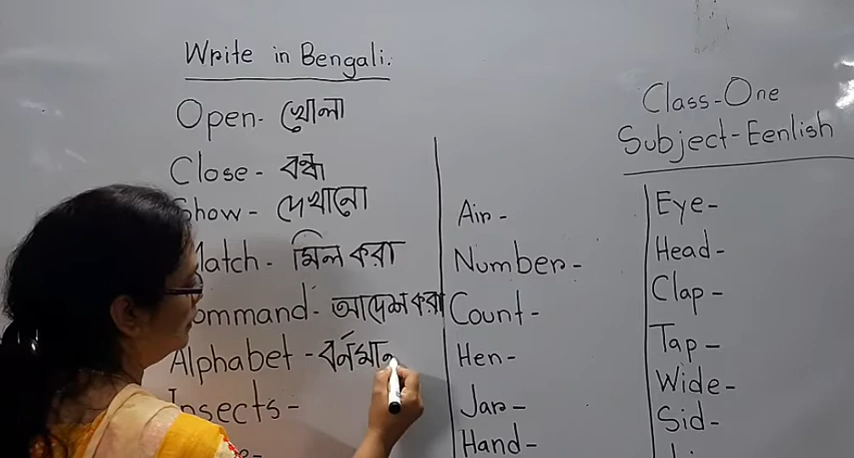 Write in Bengali.
Open - খোলা
Close - বন্ধ
Show - দেখানো
Match - মিল করা
ommand - আদেশ করা
Alphabet - বর্নমা
Insects -
e-
Air -
Number -
Count -
Hen -
Jar -
Hand -
Class-One
Subject-Eenlish
Eye -
Head -
Clap -
Tap -
Wide -
Sid -